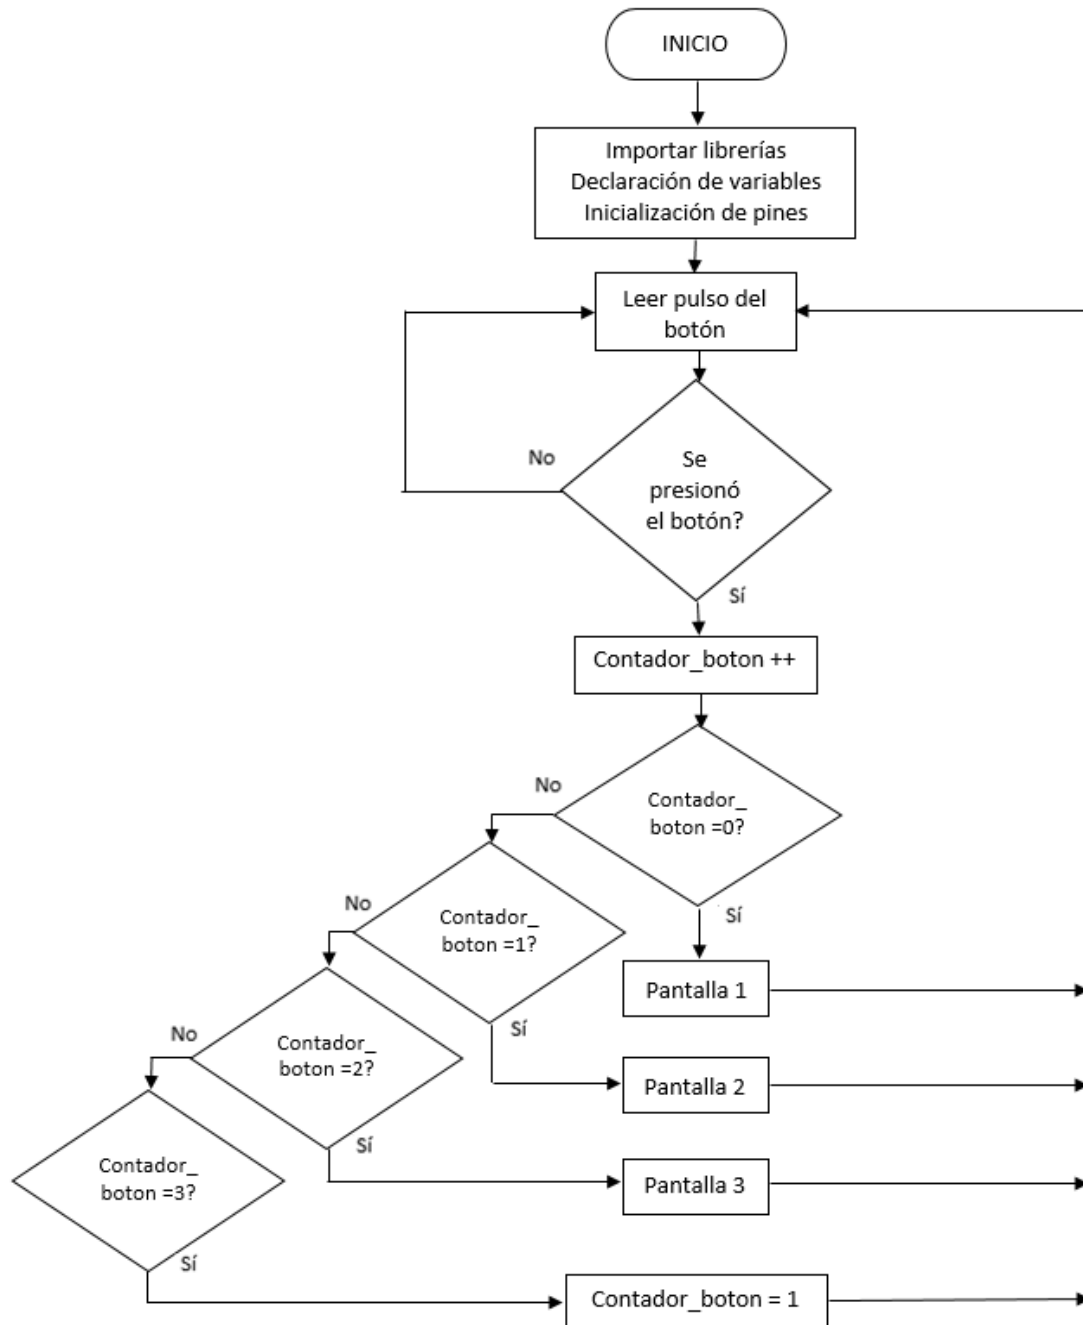 INICIO
Importar librerías
Declaración de variables
Inicialización de pines
Leer pulso del
botón
No
Se
presionó
el botón?
Sí
Contador_boton ++
No
Contador_
boton =0?
Sí
No
Contador_
boton =1?
Sí
Pantalla 1
No
Contador_
boton =2?
Sí
Pantalla 2
Contador_
boton =3?
Sí
Pantalla 3
Contador_boton = 1